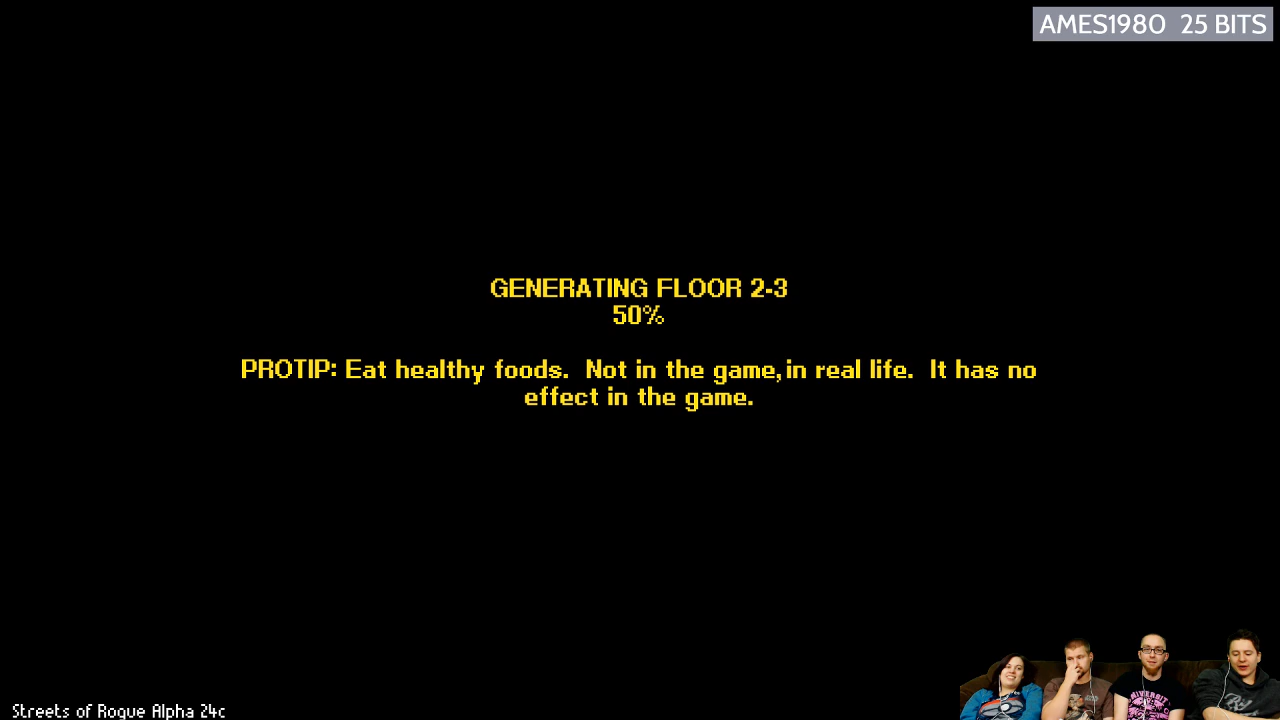 AMES1980 25 BITS
GENERATING FLOOR 2-3
50%
PROTIP: Eat healthy foods. Not in the game, in real life. It has no
effect in the game.
Streets of Rogue Alpha 24c